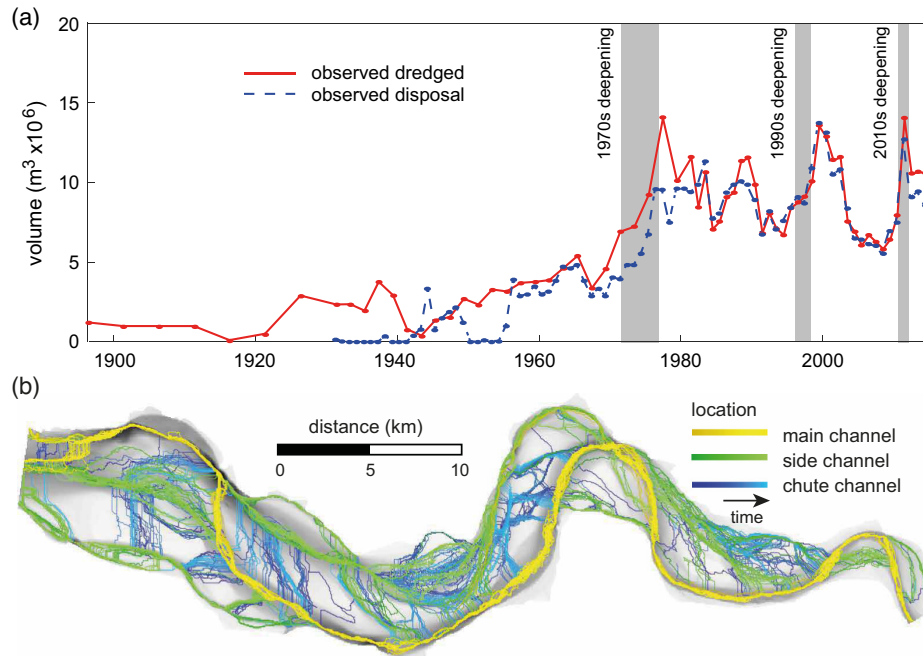 (a)
20
15
10
5
0
volume (m³ x10⁶)
observed dredged
observed disposal
1970s deepening
1990s deepening
2010s deepening
1900
1920
1940
1960
1980
2000
(b)
distance (km)
0
5
10
location
main channel
side channel
chute channel
time